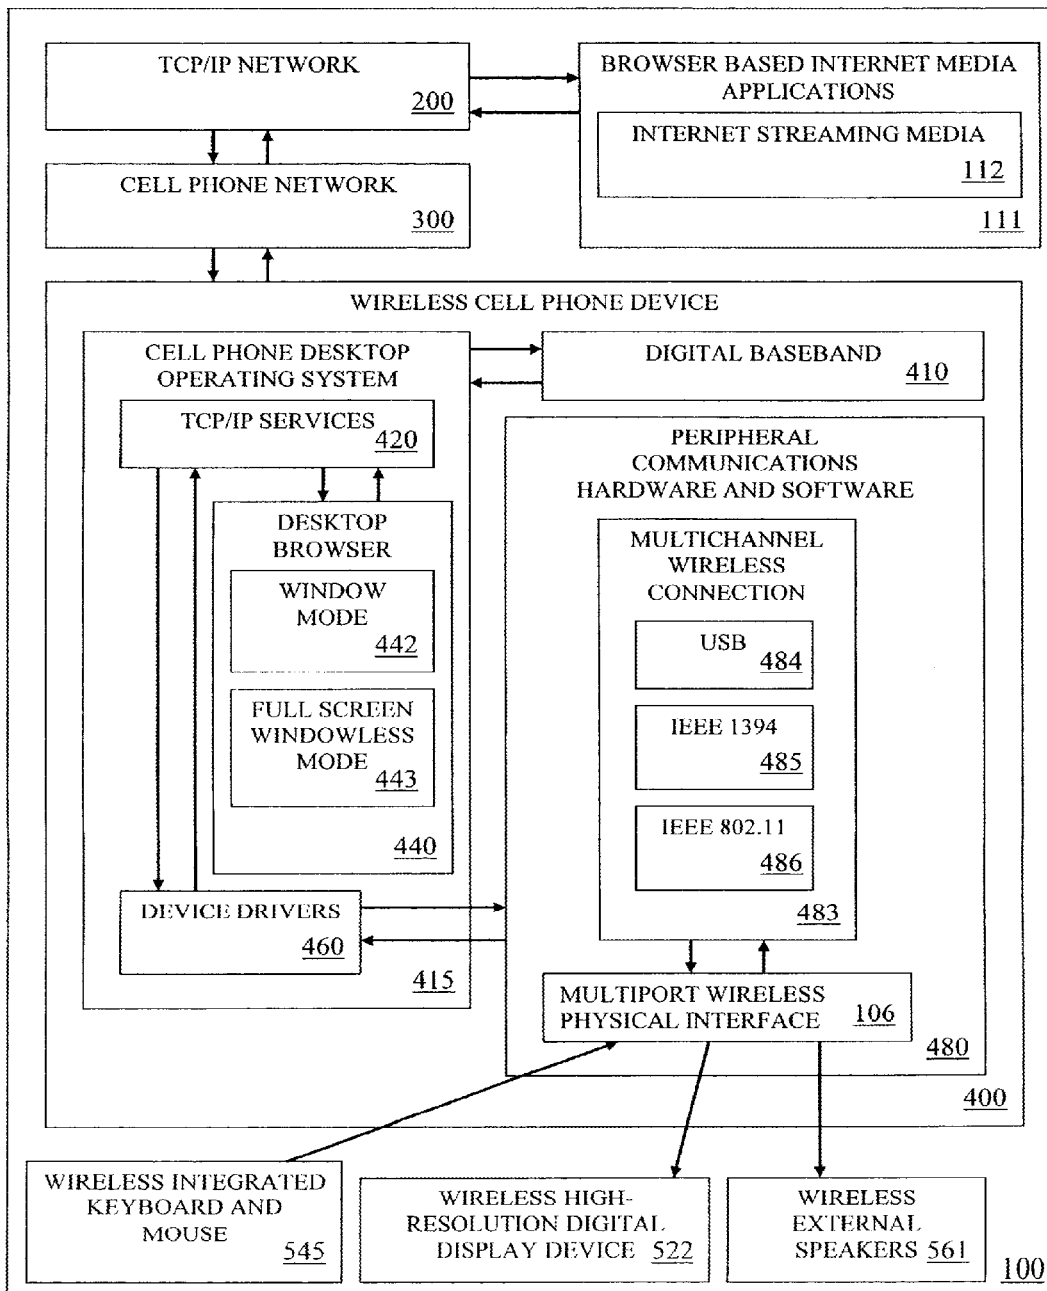 TCP/IP NETWORK
200
BROWSER BASED INTERNET MEDIA
APPLICATIONS
INTERNET STREAMING MEDIA
112
111
CELL PHONE NETWORK
300
WIRELESS CELL PHONE DEVICE
CELL PHONE DESKTOP
OPERATING SYSTEM
TCP/IP SERVICES
420
DESKTOP
BROWSER
WINDOW
MODE
442
FULL SCREEN
WINDOWLESS
MODE
443
440
DEVICE DRIVERS
460
415
DIGITAL BASEBAND
410
PERIPHERAL
COMMUNICATIONS
HARDWARE AND SOFTWARE
MULTICHANNEL
WIRELESS
CONNECTION
USB
484
IEEE 1394
485
IEEE 802.11
486
483
MULTIPORT WIRELESS
PHYSICAL INTERFACE
106
480
400
WIRELESS INTEGRATED
KEYBOARD AND
MOUSE
545
WIRELESS HIGH-
RESOLUTION DIGITAL
DISPLAY DEVICE
522
WIRELESS
EXTERNAL
SPEAKERS
561
100